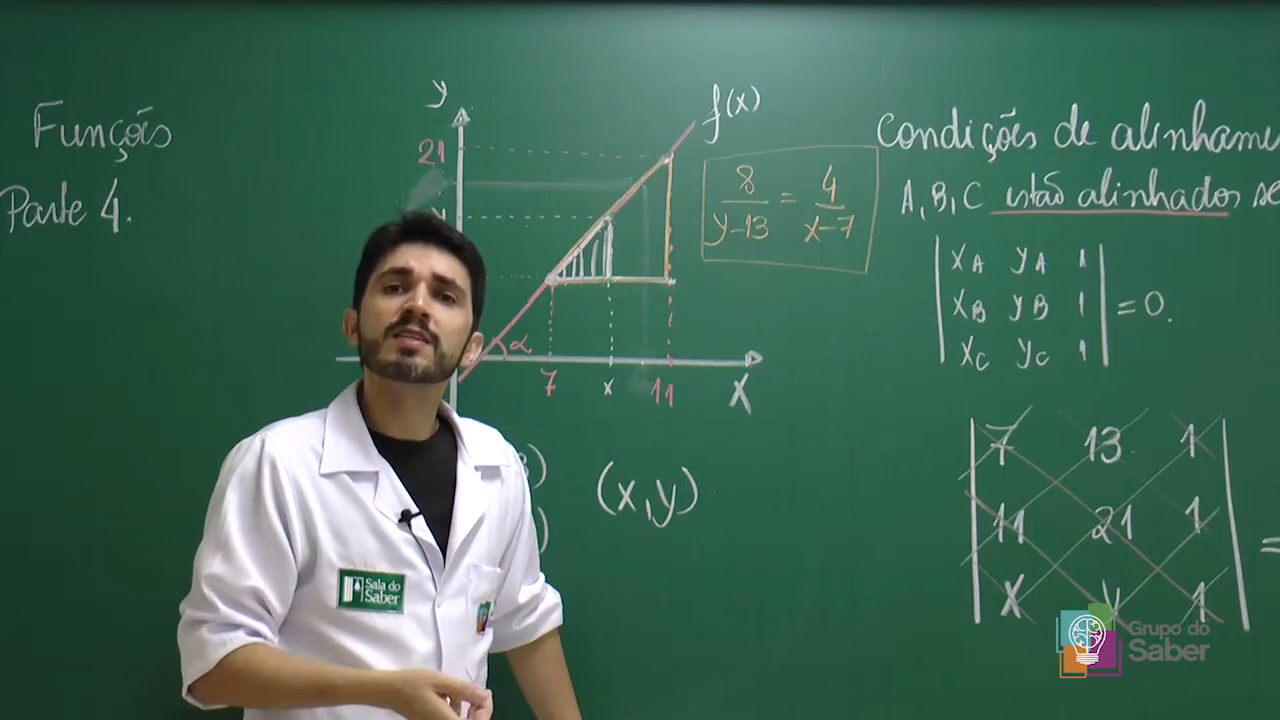 Funções
Parte 4.
y
f(x)
21
α
7
x
11
X
8/(y-13) = 4/(x-7)
(x,y)
Condições de alinhame
A, B, C estão alinhados se
xA yA 1
xB yB 1 = 0.
xC yC 1
7 13 1
11 21 1 =
x y 1
Sala do
Saber
Grupo do
Saber